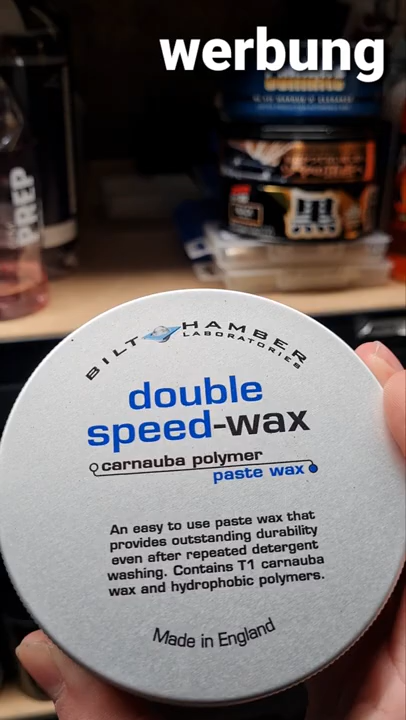 werbung
PREP
BILT HAMBER
LABORATORIES
double
speed-wax
carnauba polymer
paste wax
An easy to use paste wax that
provides outstanding durability
even after repeated detergent
washing. Contains T1 carnauba
wax and hydrophobic polymers.
Made in England